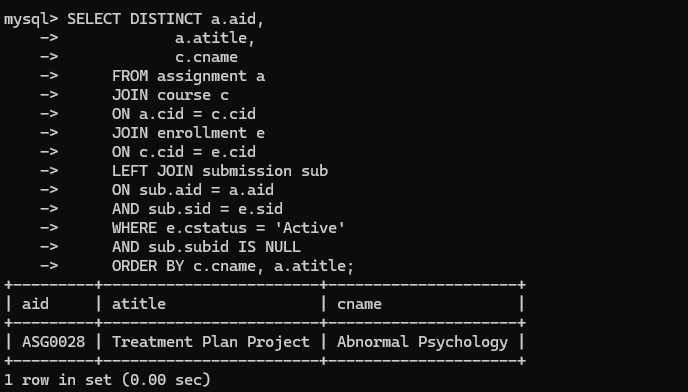 mysql> SELECT DISTINCT a.aid,
    ->             a.atitle,
    ->             c.cname
    ->      FROM assignment a
    ->      JOIN course c
    ->      ON a.cid = c.cid
    ->      JOIN enrollment e
    ->      ON c.cid = e.cid
    ->      LEFT JOIN submission sub
    ->      ON sub.aid = a.aid
    ->      AND sub.sid = e.sid
    ->      WHERE e.cstatus = 'Active'
    ->      AND sub.subid IS NULL
    ->      ORDER BY c.cname, a.atitle;
+---------+------------------------+---------------------+
| aid     | atitle                 | cname               |
+---------+------------------------+---------------------+
| ASG0028 | Treatment Plan Project | Abnormal Psychology |
+---------+------------------------+---------------------+
1 row in set (0.00 sec)